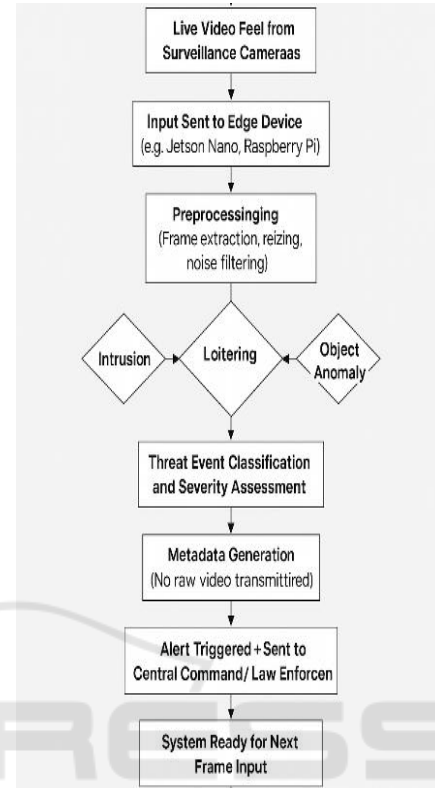 Live Video Feel from
Surveillance Cameraas
Input Sent to Edge Device
(e.g. Jetson Nano, Raspberry Pi)
Preprocessinging
(Frame extraction, reizing,
noise filtering)
Intrusion
Loitering
Object
Anomaly
Threat Event Classification
and Severity Assessment
Metadata Generation
(No raw video transmittired)
Alert Triggered + Sent to
Central Command/ Law Enforcen
System Ready for Next
Frame Input
RESS